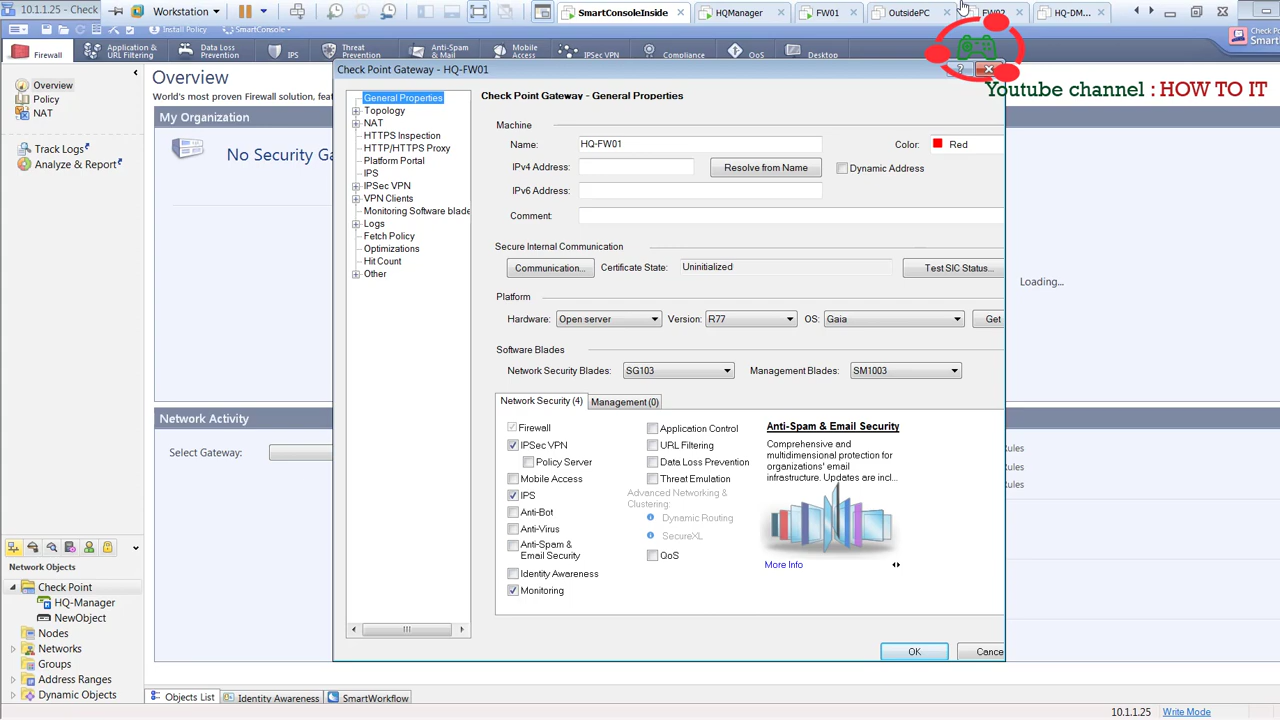 10.1.1.25 - Check
Workstation
SmartConsoleInside
HQMana
FW01
OutsidePC
FW02
HQ-DM...
Install Policy
SmartConsole
Check Po
Firewall
Application &
URL Filtering
Data Loss
Prevention
IPS
Threat
Prevention
Anti-Spam
& Mail
Mobile
Access
IPSec VPN
Compliance
QoS
Desktop
Smart
Youtube channel : HOW TO IT
Overview
Policy
NAT
Track Logs
Analyze & Report
Overview
World's most proven Firewall solution, featu
My Organization
No Security Ga
Network Activity
Select Gateway:
Check Point Gateway - HQ-FW01
General Properties
Topology
NAT
HTTPS Inspection
HTTP/HTTPS Proxy
Platform Portal
IPS
IPSec VPN
VPN Clients
Monitoring Software blade
Logs
Fetch Policy
Optimizations
Hit Count
Other
Check Point Gateway - General Properties
Machine
Name:
HQ-FW01
Color:
Red
IPv4 Address:
Resolve from Name
Dynamic Address
IPv6 Address:
Comment:
Secure Internal Communication
Communication...
Certificate State:
Uninitialized
Test SIC Status...
Platform
Hardware:
Open server
Version:
R77
OS:
Gaia
Get
Software Blades
Network Security Blades:
SG103
Management Blades:
SM1003
Network Security (4)
Management (0)
Firewall
IPSec VPN
Policy Server
Mobile Access
IPS
Anti-Bot
Anti-Virus
Anti-Spam &
Email Security
Identity Awareness
Monitoring
Application Control
URL Filtering
Data Loss Prevention
Threat Emulation
Advanced Networking &
Clustering:
Dynamic Routing
SecureXL
QoS
Anti-Spam & Email Security
Comprehensive and
multidimensional protection for
organizations' email
infrastructure. Updates are incl...
More Info
OK
Cance
Loading...
Rules
Rules
Rules
Network Objects
Check Point
HQ-Manager
NewObject
Nodes
Networks
Groups
Address Ranges
Dynamic Objects
Objects List
Identity Awareness
SmartWorkflow
10.1.1.25
Write Mode